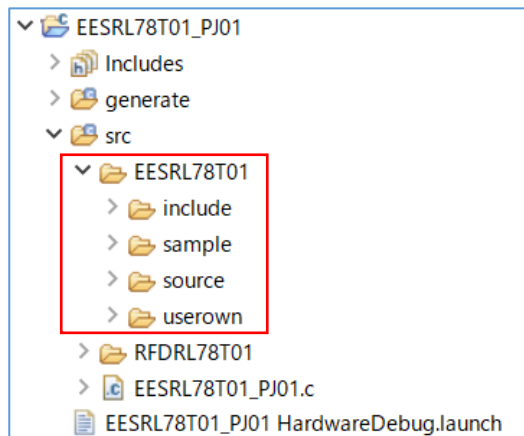 EESRL78T01_PJ01
Includes
generate
src
EESRL78T01
include
sample
source
userown
RFDRL78T01
EESRL78T01_PJ01.c
EESRL78T01_PJ01 HardwareDebug.launch